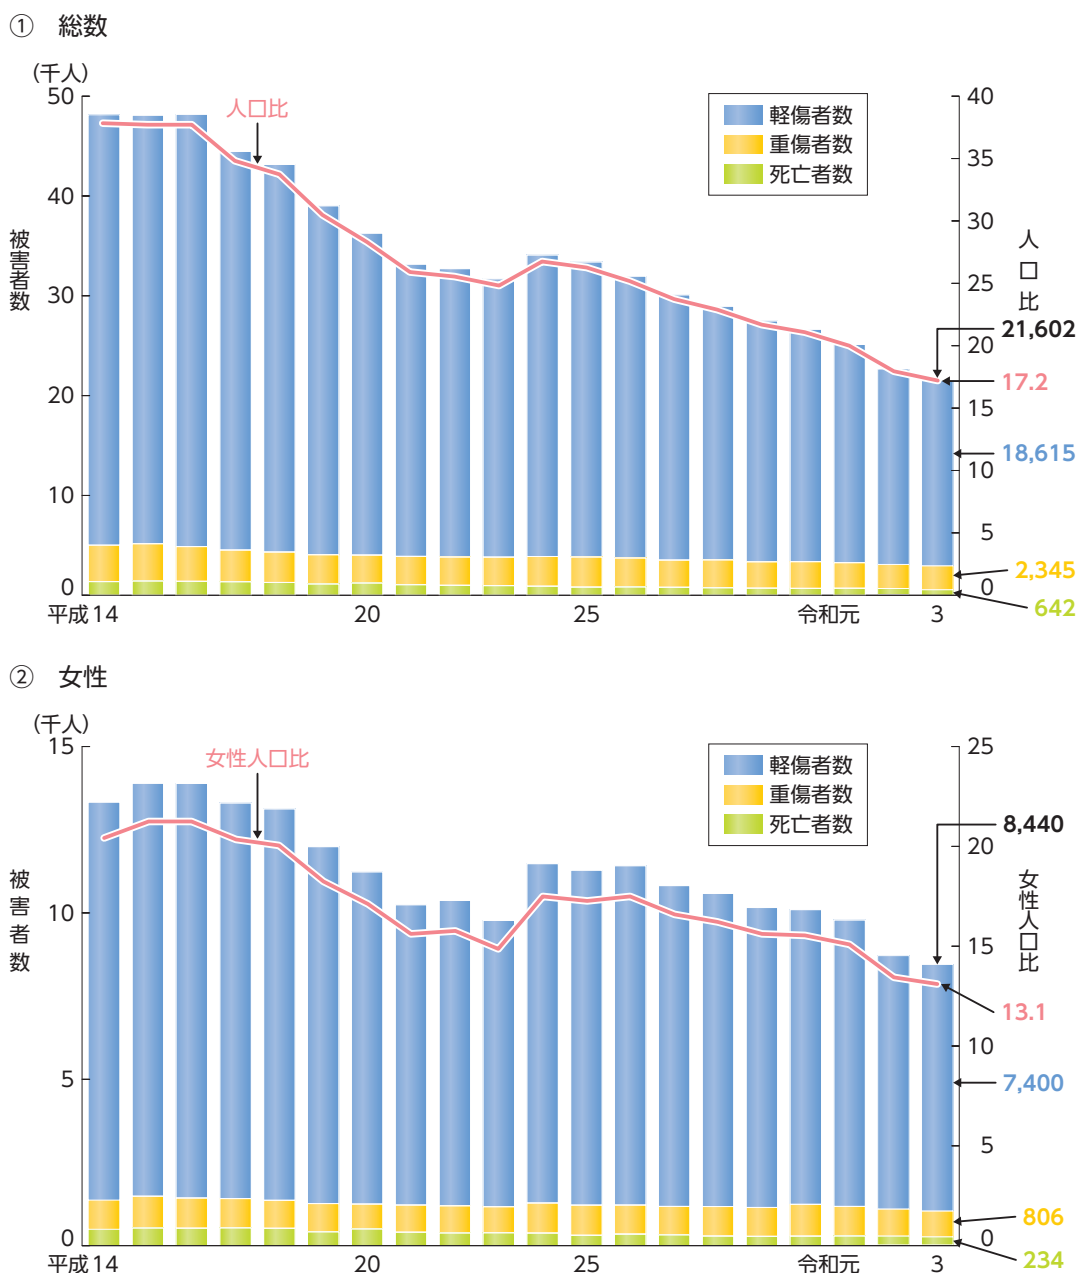 ① 総数
(千人)
50
40
30
20
10
0
被害者数
人口比
軽傷者数
重傷者数
死亡者数
40
35
30
25
20
15
10
5
0
人口比
21,602
17.2
18,615
2,345
642
平成14
20
25
令和元
3
② 女性
(千人)
15
10
5
0
被害者数
女性人口比
軽傷者数
重傷者数
死亡者数
25
20
15
10
5
0
女性人口比
8,440
13.1
7,400
806
234
平成14
20
25
令和元
3